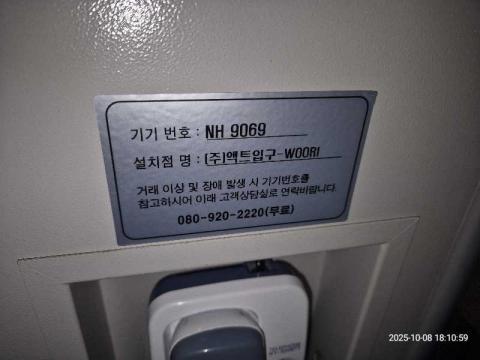 기기 번호 : NH 9069
설치점 명 : (주)액트입구-WOORI
거래 이상 및 장애 발생 시 기기번호를
참고하시어 아래 고객상담실로 연락바랍니다.
080-920-2220(무료)
2025-10-08 18:10:59